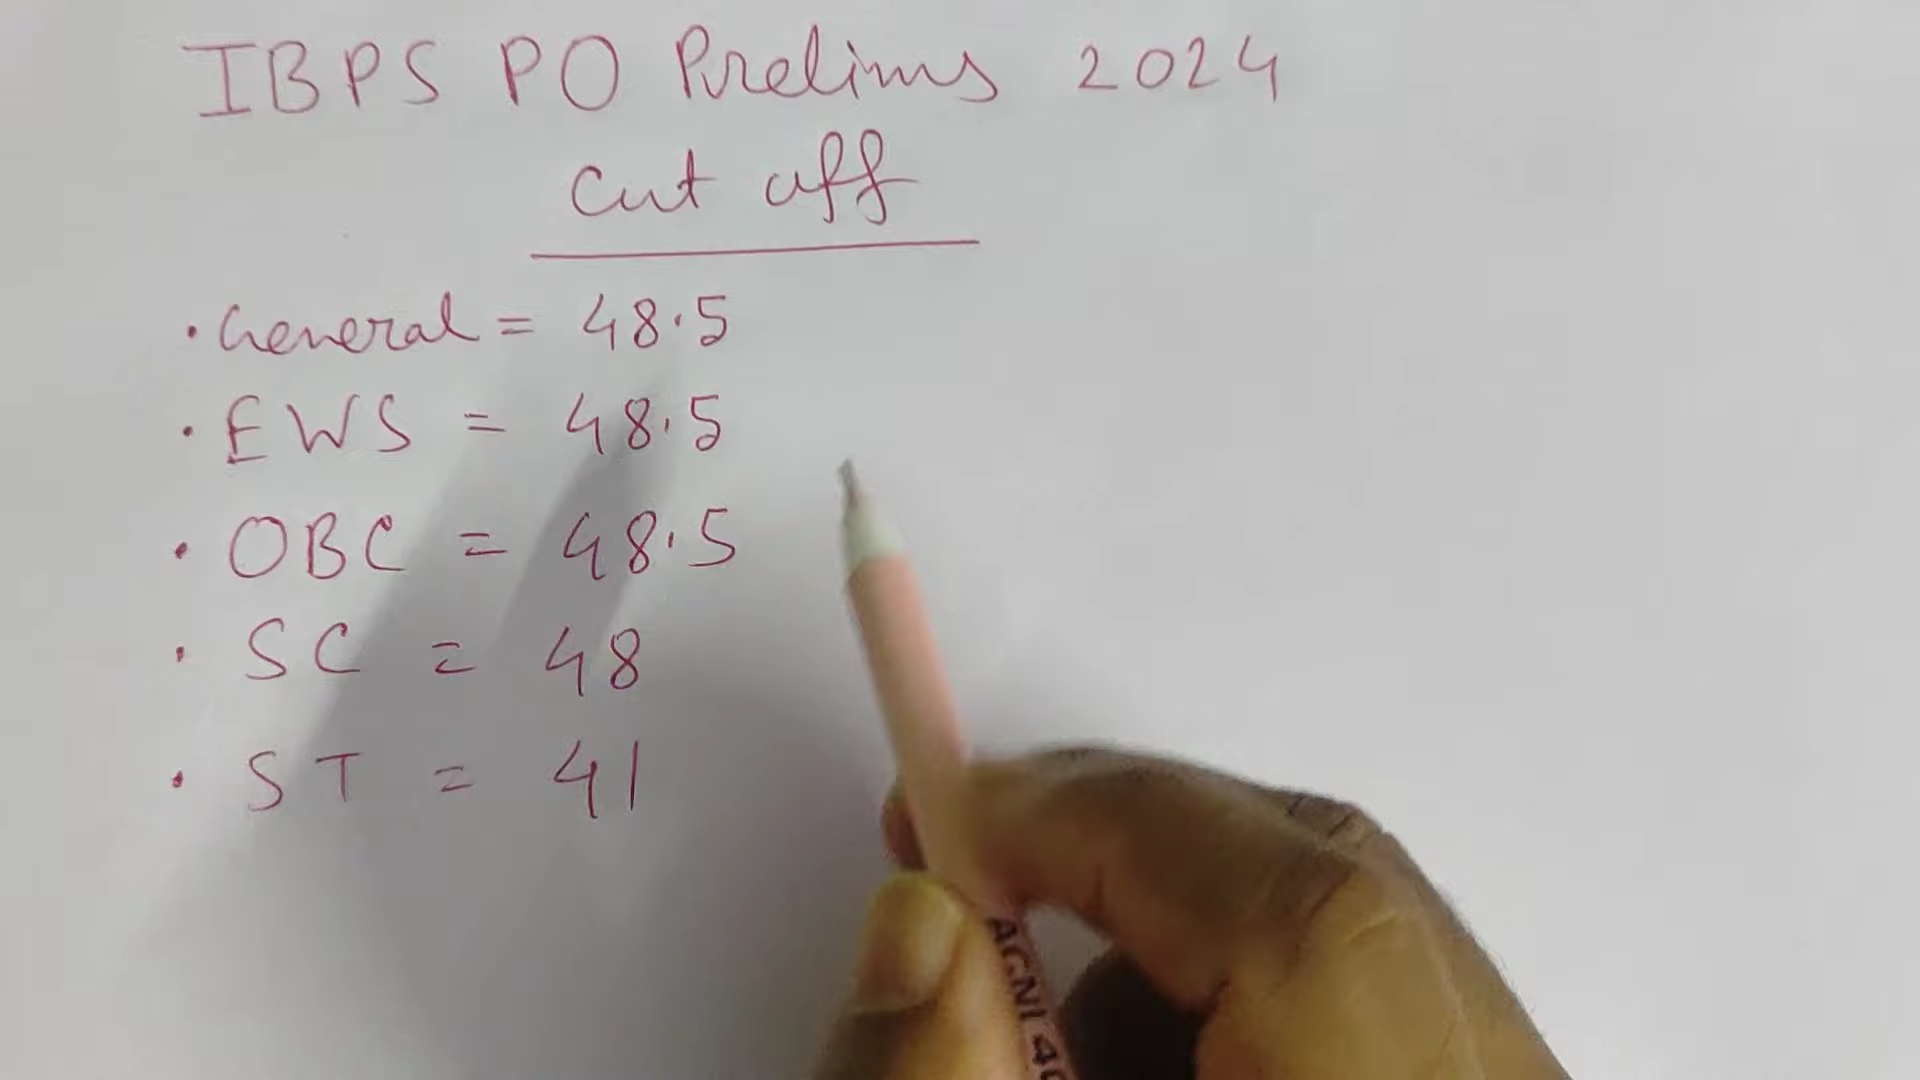 IBPS PO Prelims 2024
Cut off
• General = 48.5
• EWS = 48.5
• OBC = 48.5
• SC = 48
• ST = 41
AGNI 40